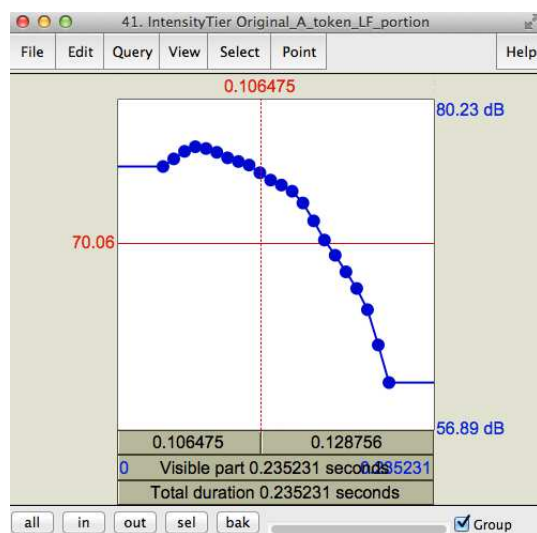 41. IntensityTier Original_A_token_LF_portion
File Edit Query View Select Point Help
0.106475
80.23 dB
70.06
56.89 dB
0.106475 0.128756
0 Visible part 0.235231 seconds 0.235231
Total duration 0.235231 seconds
all in out sel bak Group